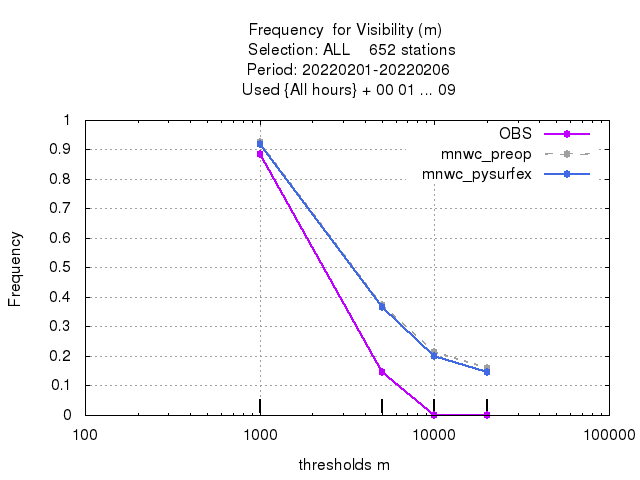 Frequency  for Visibility (m)
Selection: ALL    652 stations
Period: 20220201-20220206
Used {All hours} + 00 01 ... 09
OBS
mnwc_preop
mnwc_pysurfex
1
0.9
0.8
0.7
0.6
0.5
0.4
0.3
0.2
0.1
0
Frequency
100
1000
10000
100000
thresholds m